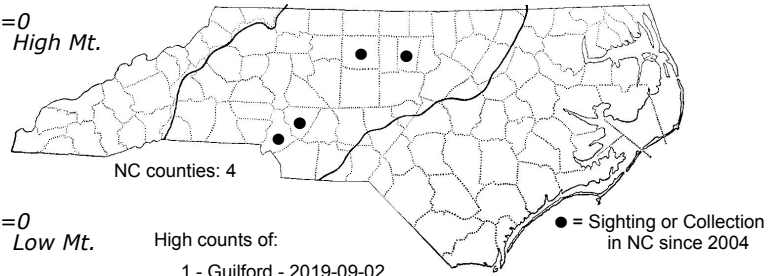 =0
High Mt.
NC counties: 4
=0
Low Mt.
High counts of:
● = Sighting or Collection
in NC since 2004
1 - Guilford - 2019-09-02